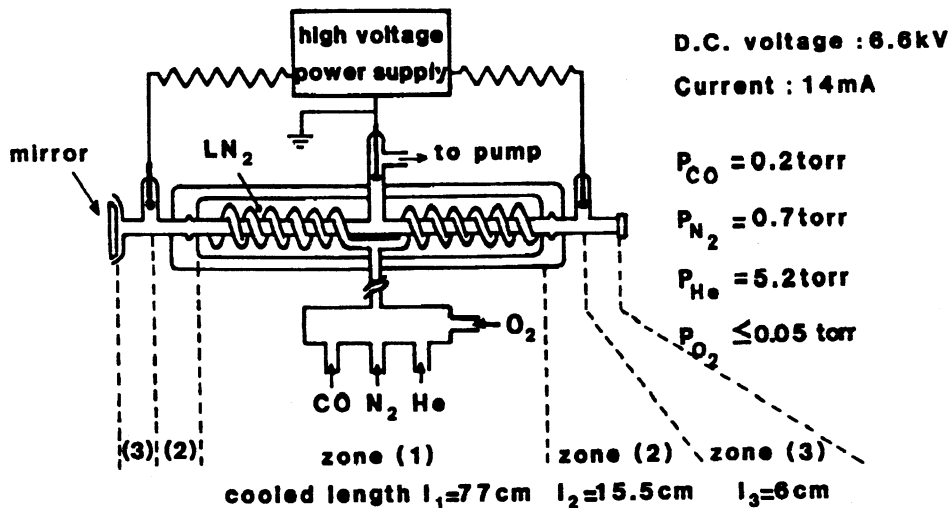 high voltage
power supply
D.C. voltage : 6.6kV
Current : 14mA
mirror
LN2
to pump
PCO =0.2torr
PN2 =0.7torr
PHe =5.2torr
PO2 ≤0.05 torr
O2
CO N2 He
(3) (2) zone (1) zone (2) zone (3)
cooled length l1=77cm l2=15.5cm l3=6cm